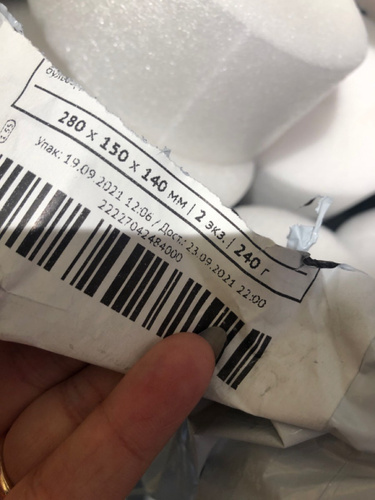 280 x 150 x 140 мм | 2 экз. | 240 г
Упак: 19.09.2021 12:06 / Дост.: 23.09.2021 22:00
22227042484000